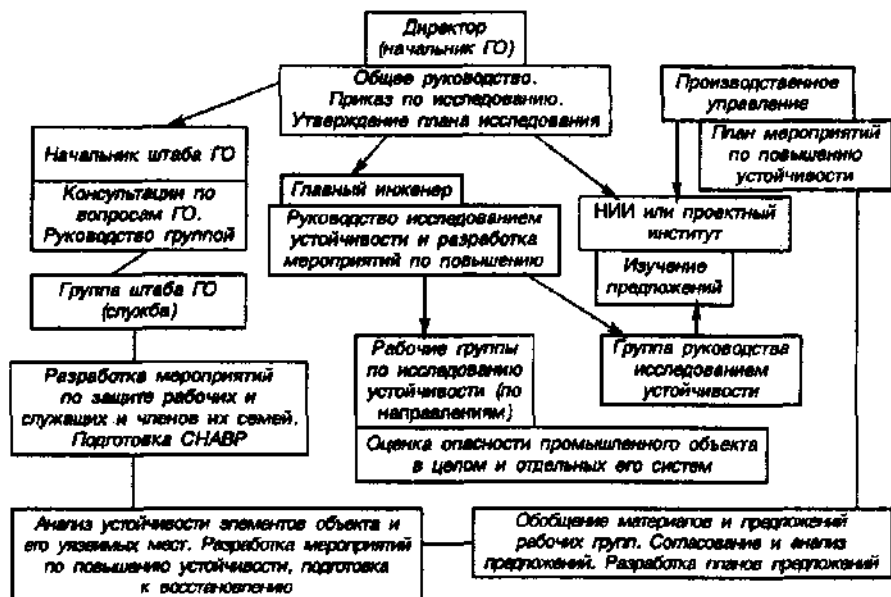 Директор
(начальник ГО)
Общее руководство.
Приказ по исследованию.
Утверждение плана исследования
Производственное
управление
План мероприятий
по повышению
устойчивости
Начальник штаба ГО
Консультации по
вопросам ГО.
Руководство группой
Главный инженер
Руководство исследованием
устойчивости и разработка
мероприятий по повышению
НИИ или проектный
институт
Изучение
предложений
Группа штаба ГО
(служба)
Рабочие группы
по исследованию
устойчивости (по
направлениям)
Группа руководства
исследованием
устойчивости
Разработка мероприятий
по защите рабочих и
служащих и членов их семей.
Подготовка СНАВР
Оценка опасности промышленного объекта
в целом и отдельных его систем
Анализ устойчивости элементов объекта и
его уязвимых мест. Разработка мероприятий
по повышению устойчивости, подготовка
к восстановлению
Обобщение материалов и предложений
рабочих групп. Согласование и анализ
предложений. Разработка планов предложений